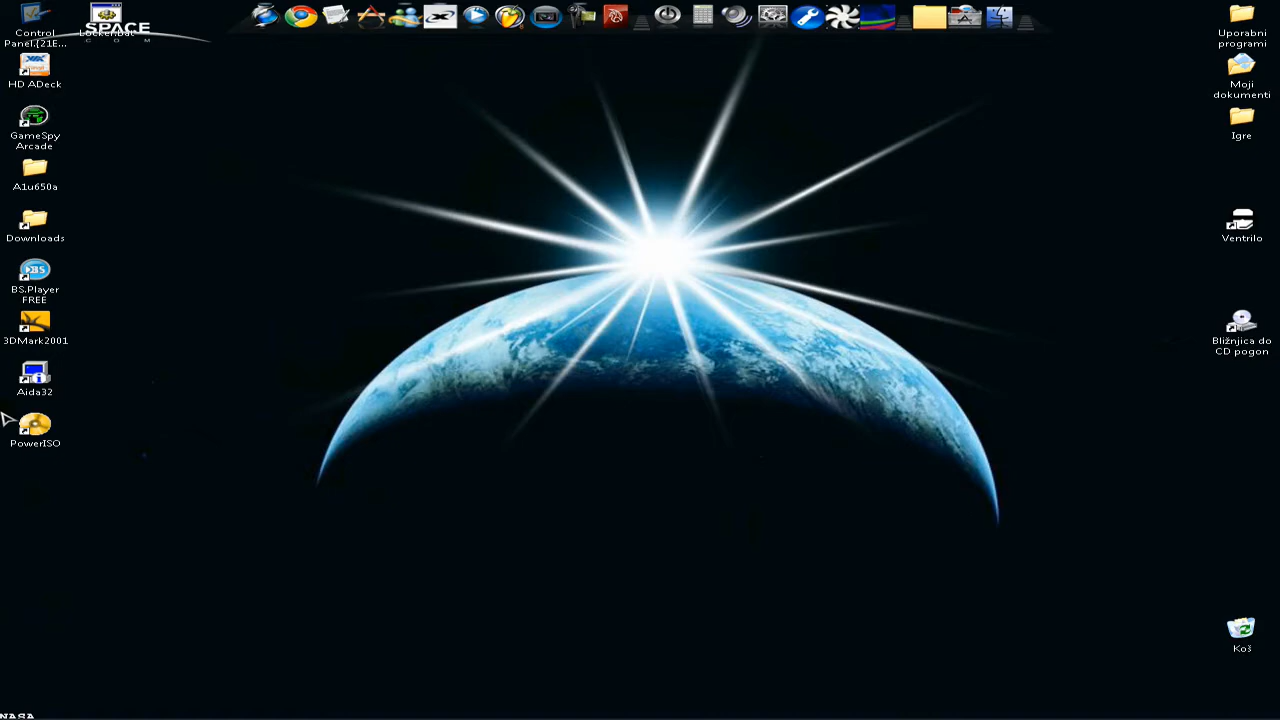 Control
Panel.{21E...
SPACE
C O M
HD ADeck
GameSpy
Arcade
A1u650a
Downloads
BS.Player
FREE
3DMark2001
Aida32
PowerISO
Uporabni
programi
Moji
dokumenti
Igre
Ventrilo
Bližnjica do
CD pogon
Koš
NASA